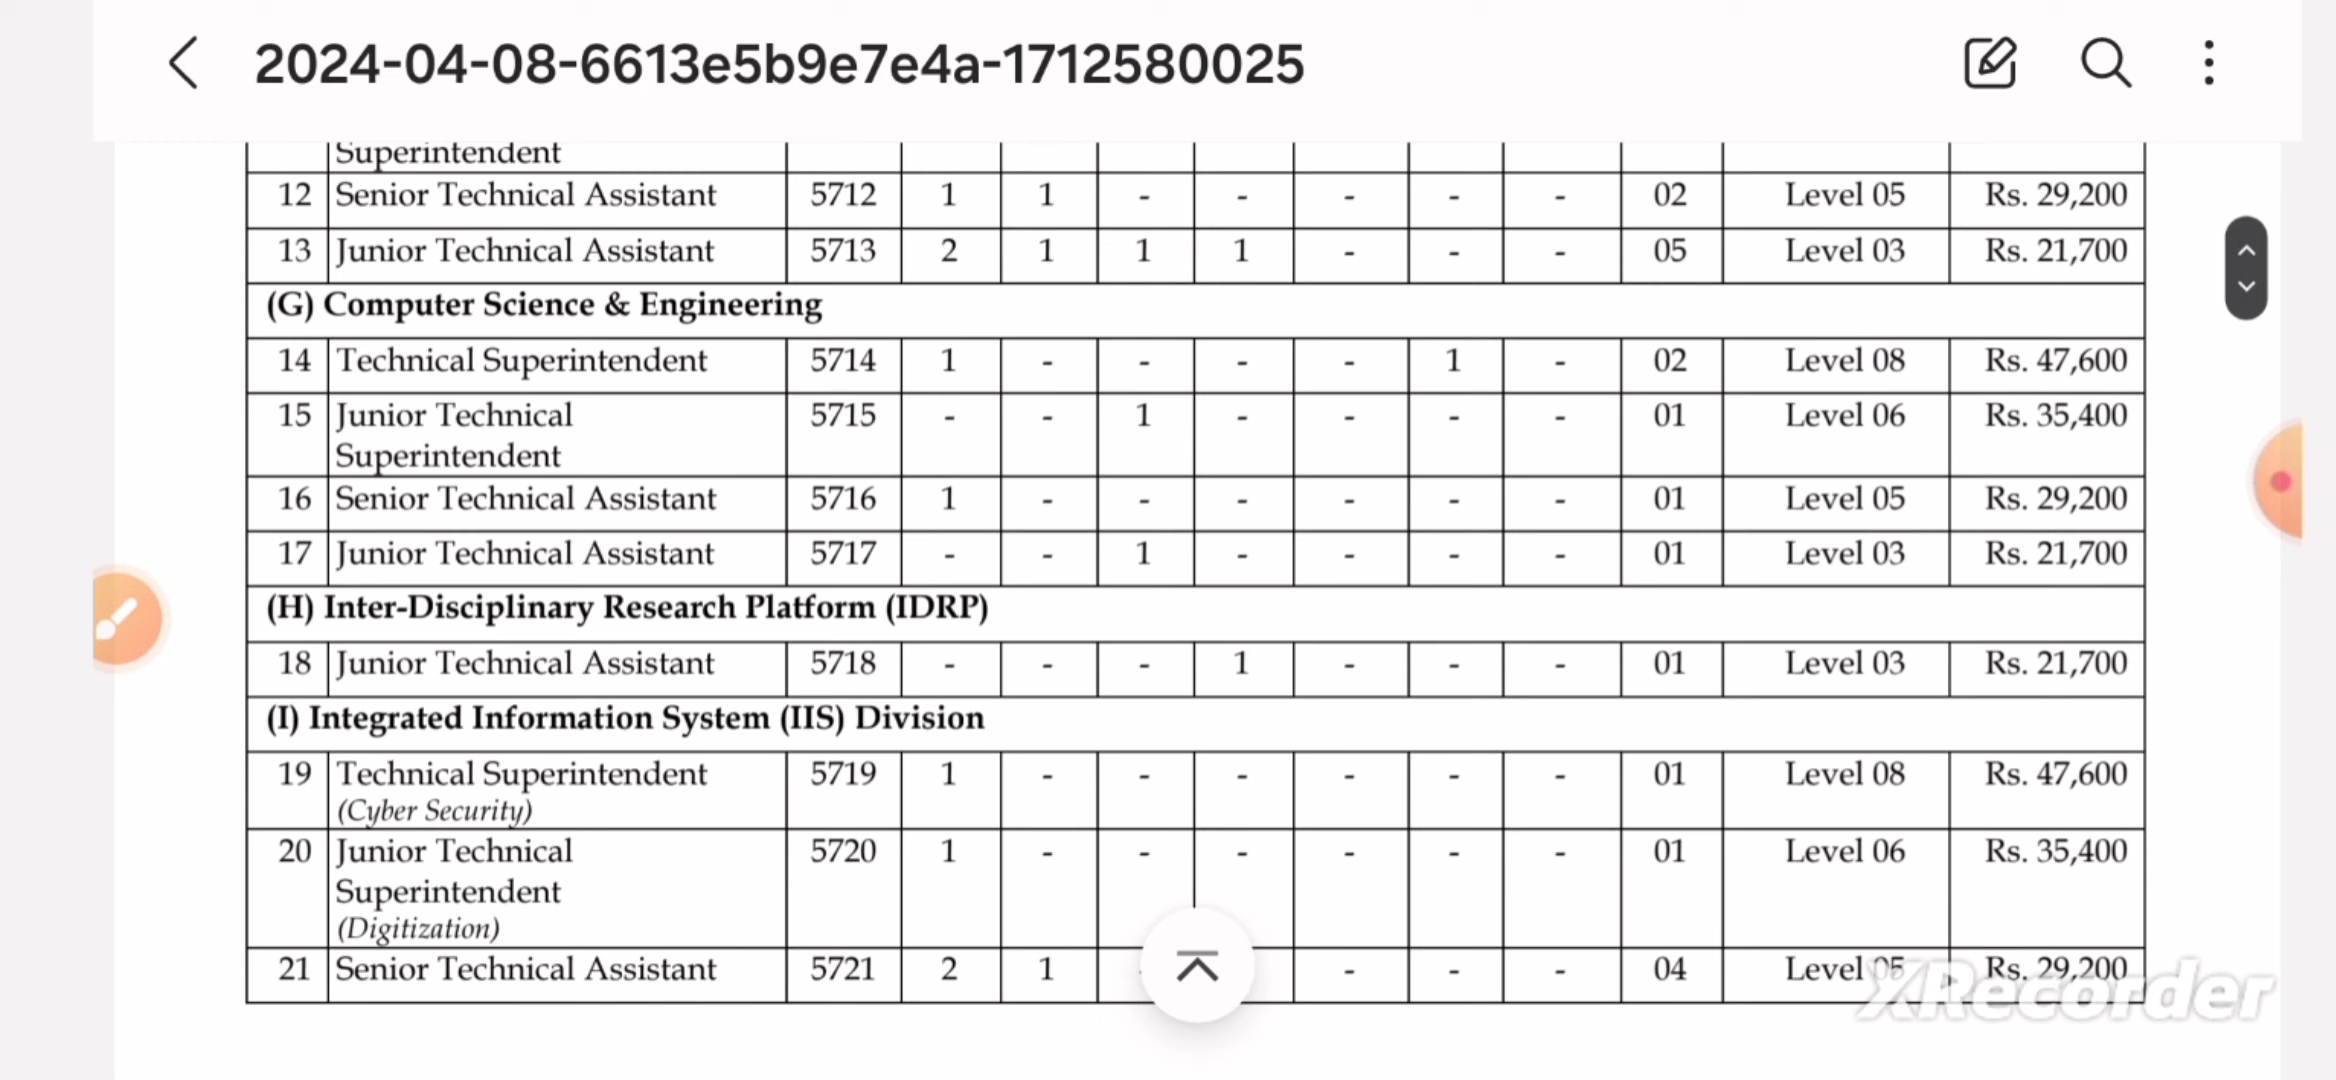 2024-04-08-6613e5b9e7e4a-1712580025
Superintendent
12 Senior Technical Assistant 5712 1 1 - - - - - 02 Level 05 Rs. 29,200
13 Junior Technical Assistant 5713 2 1 1 1 - - - 05 Level 03 Rs. 21,700
(G) Computer Science & Engineering
14 Technical Superintendent 5714 1 - - - - 1 - 02 Level 08 Rs. 47,600
15 Junior Technical 5715 - - 1 - - - - 01 Level 06 Rs. 35,400
Superintendent
16 Senior Technical Assistant 5716 1 - - - - - - 01 Level 05 Rs. 29,200
17 Junior Technical Assistant 5717 - - 1 - - - - 01 Level 03 Rs. 21,700
(H) Inter-Disciplinary Research Platform (IDRP)
18 Junior Technical Assistant 5718 - - - 1 - - - 01 Level 03 Rs. 21,700
(I) Integrated Information System (IIS) Division
19 Technical Superintendent 5719 1 - - - - - - 01 Level 08 Rs. 47,600
(Cyber Security)
20 Junior Technical 5720 1 - - - - - - 01 Level 06 Rs. 35,400
Superintendent
(Digitization)
21 Senior Technical Assistant 5721 2 1 - - - 04 Level 05 Rs. 29,200
XRecorder